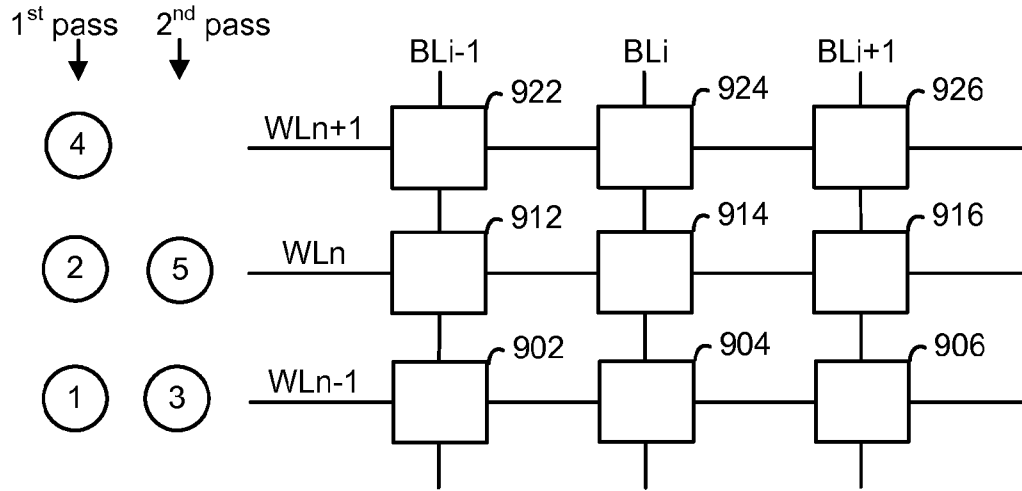 1st pass 2nd pass
BLi-1 BLi BLi+1
922 924 926
4 WLn+1
912 914 916
2 5 WLn
902 904 906
1 3 WLn-1